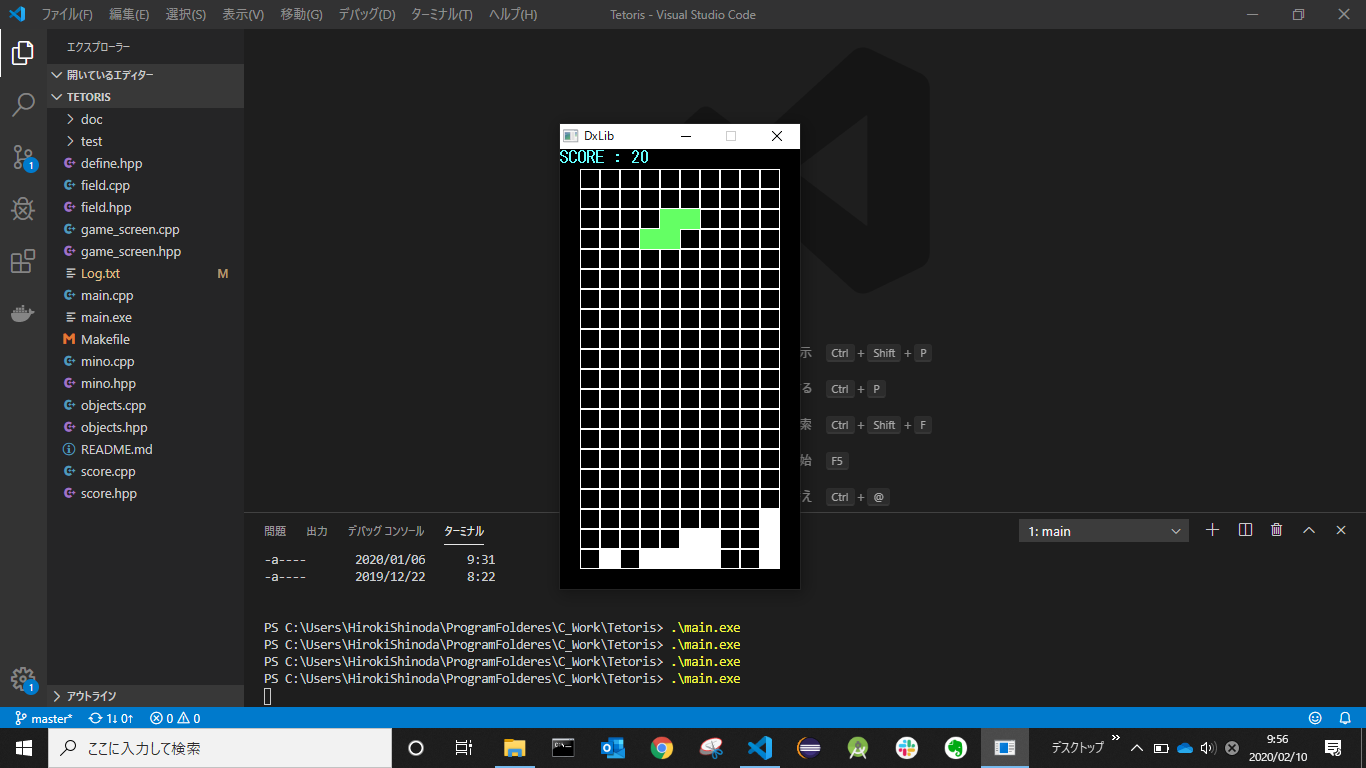 ファイル(F) 編集(E) 選択(S) 表示(V) 移動(G) デバッグ(D) ターミナル(T) ヘルプ(H) Tetoris - Visual Studio Code
エクスプローラー
開いているエディター
TETORIS
doc
test
define.hpp
field.cpp
field.hpp
game_screen.cpp
game_screen.hpp
Log.txt M
main.cpp
main.exe
Makefile
mino.cpp
mino.hpp
objects.cpp
objects.hpp
README.md
score.cpp
score.hpp
アウトライン
1
1
DxLib
SCORE : 20
示 Ctrl + Shift + P
る Ctrl + P
索 Ctrl + Shift + F
始 F5
え Ctrl + @
問題 出力 デバッグ コンソール ターミナル 1: main
-a---- 2020/01/06 9:31
-a---- 2019/12/22 8:22
PS C:\Users\HirokiShinoda\ProgramFolderes\C_Work\Tetoris> .\main.exe
PS C:\Users\HirokiShinoda\ProgramFolderes\C_Work\Tetoris> .\main.exe
PS C:\Users\HirokiShinoda\ProgramFolderes\C_Work\Tetoris> .\main.exe
PS C:\Users\HirokiShinoda\ProgramFolderes\C_Work\Tetoris> .\main.exe
master* 1↓ 0↑ 0 0
ここに入力して検索
デスクトップ
9:56
2020/02/10